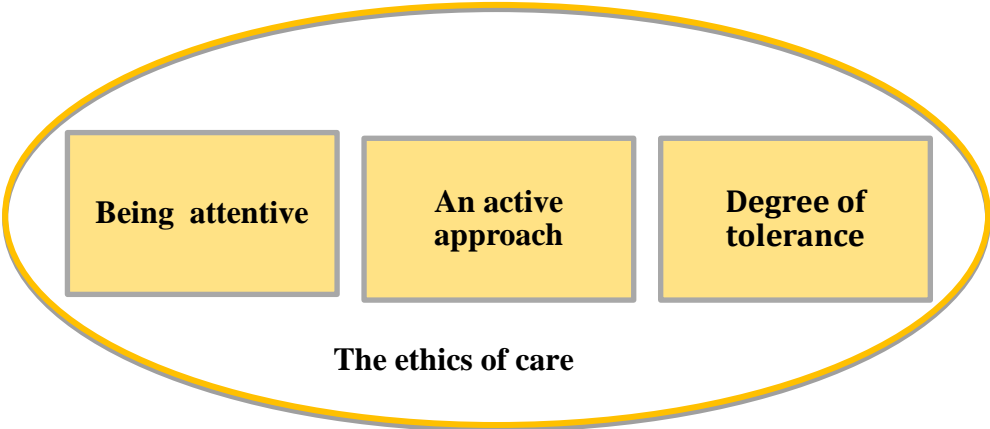 Being  attentive
An active
approach
Degree of
tolerance
The ethics of care